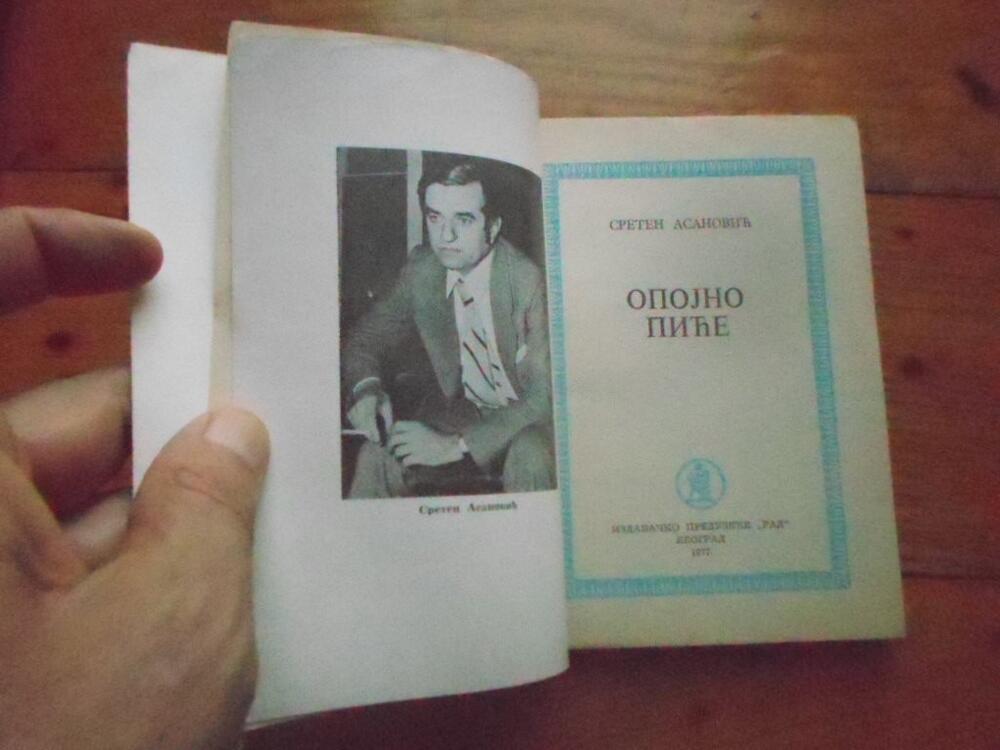 Сретен Асановић
СРЕТЕН АСАНОВИЋ
ОПОЈНО
ПИЋЕ
ИЗДАВАЧКО ПРЕДУЗЕЋЕ „РАД“
БЕОГРАД
1977